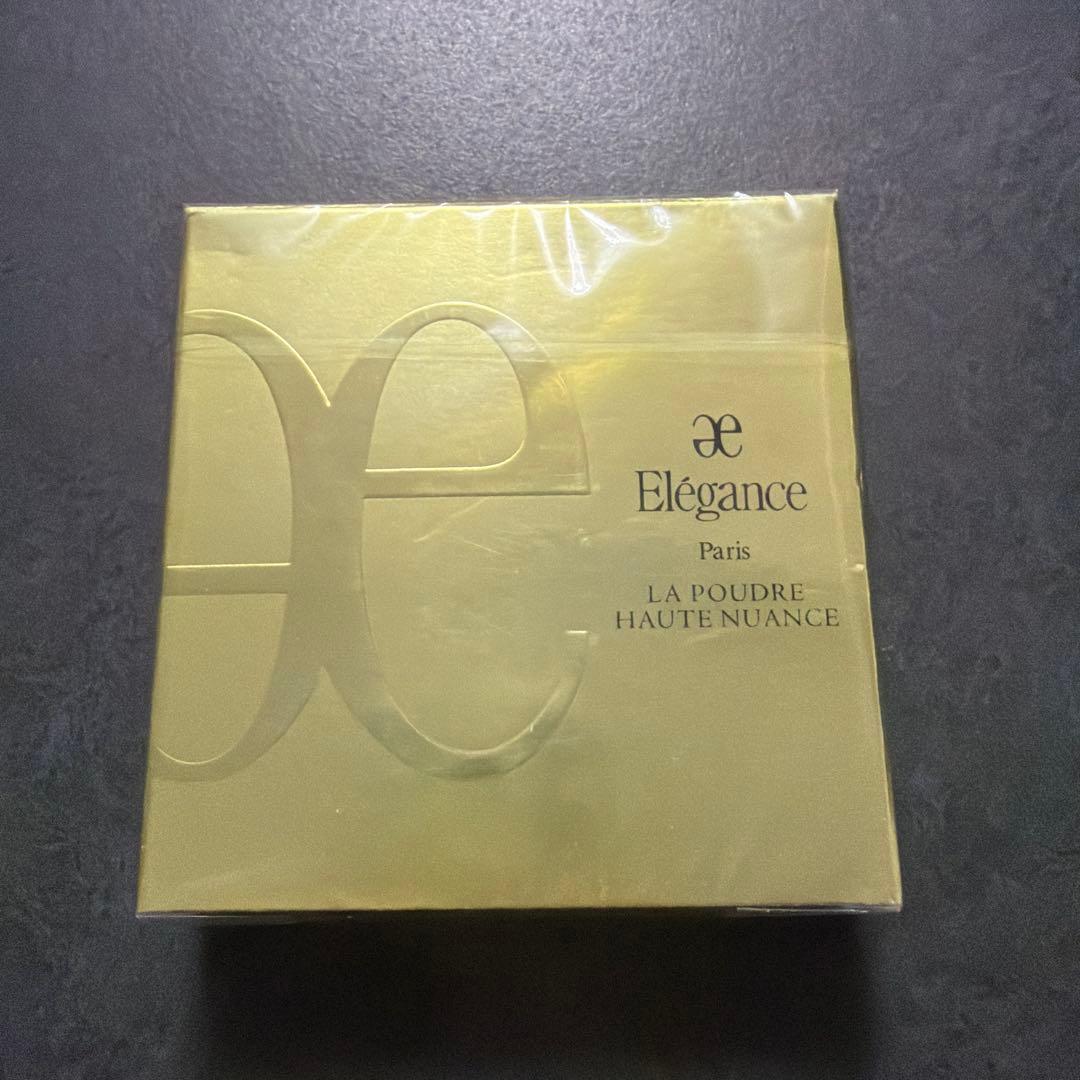 æ
Elégance
Paris
LA POUDRE
HAUTE NUANCE